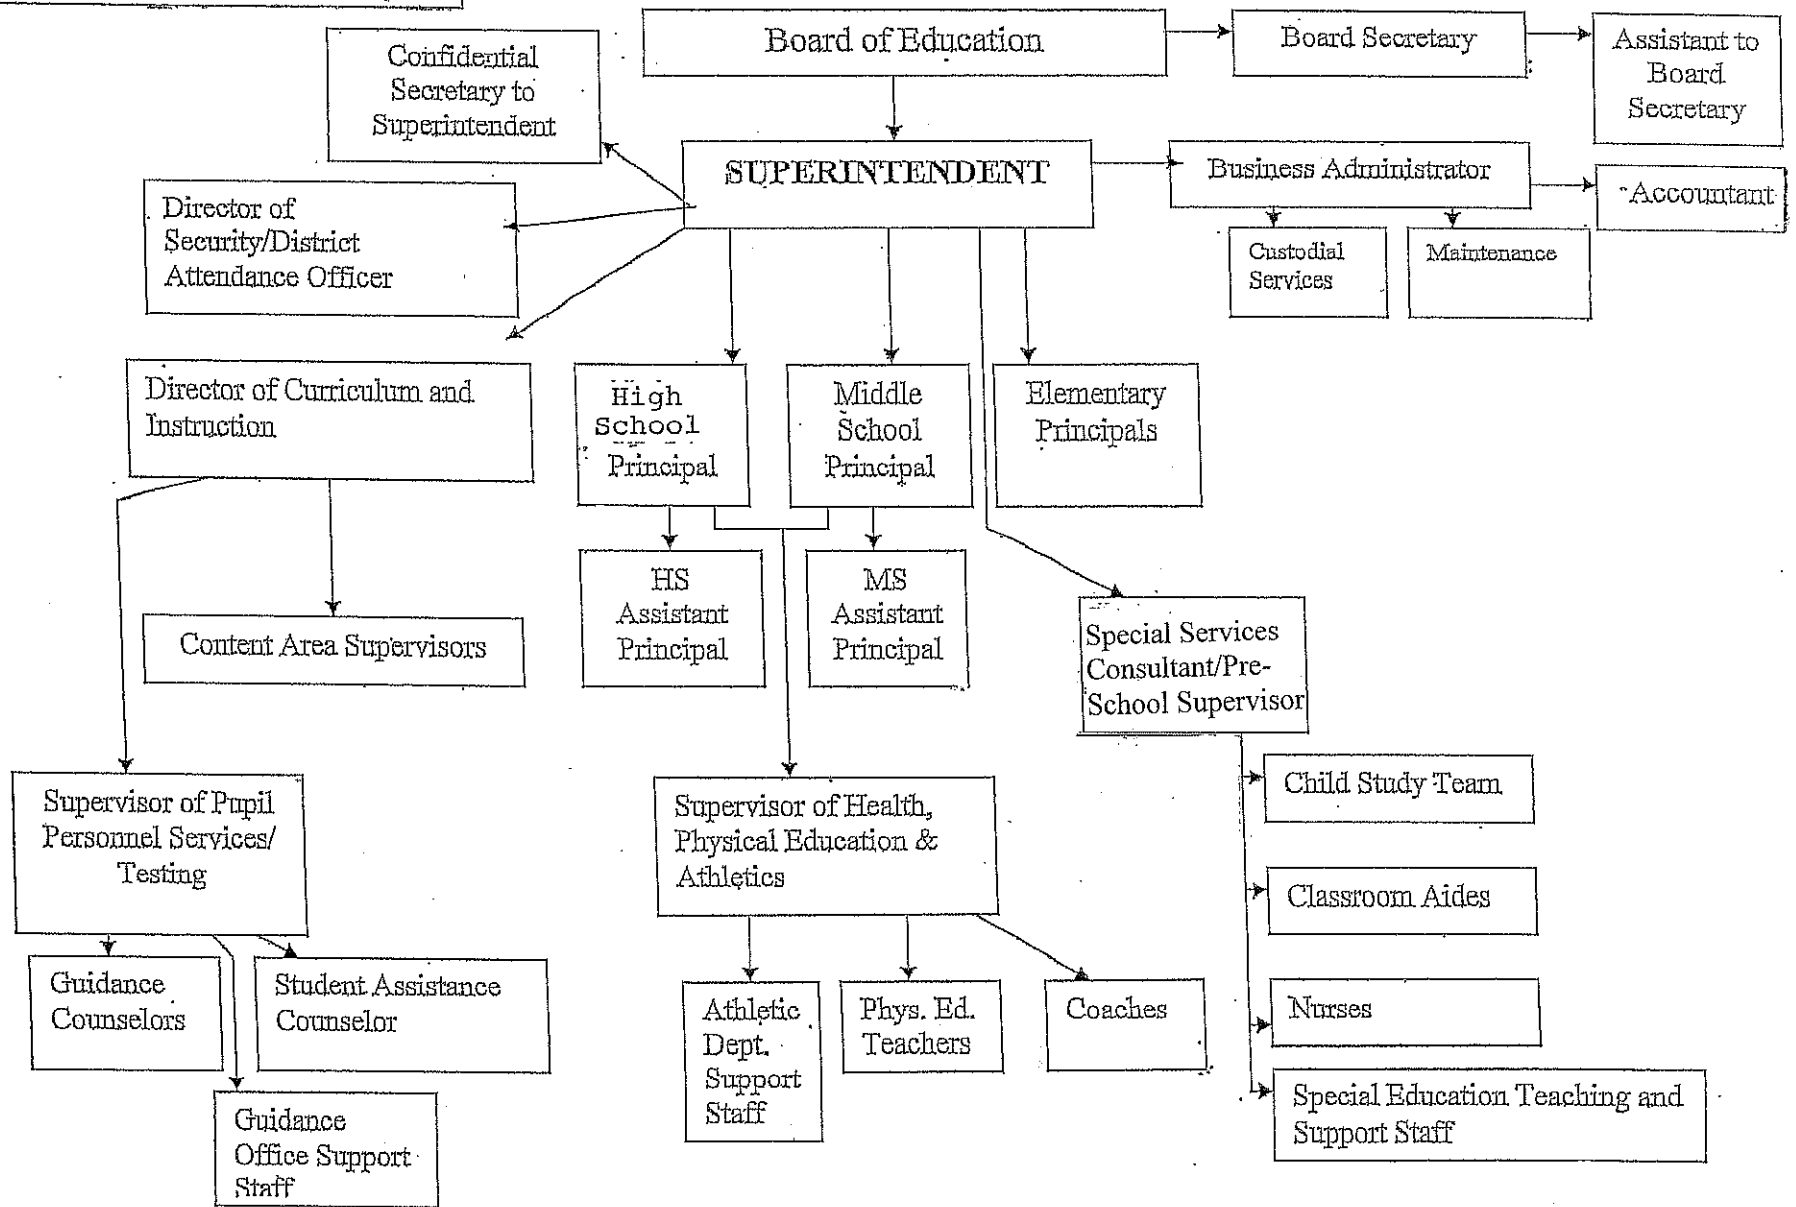 Board of Education
Board Secretary
Assistant to
Board
Secretary
Confidential
Secretary to
Superintendent
SUPERINTENDENT
Business Administrator
Accountant
Director of
Security/District
Attendance Officer
Custodial
Services
Maintenance
Director of Curriculum and
Instruction
High
School
Principal
Middle
School
Principal
Elementary
Principals
HS
Assistant
Principal
MS
Assistant
Principal
Content Area Supervisors
Special Services
Consultant/Pre-
School Supervisor
Supervisor of Pupil
Personnel Services/
Testing
Supervisor of Health,
Physical Education &
Athletics
Child Study Team
Classroom Aides
Nurses
Special Education Teaching and
Support Staff
Guidance
Counselors
Student Assistance
Counselor
Guidance
Office Support
Staff
Athletic
Dept.
Support
Staff
Phys. Ed.
Teachers
Coaches